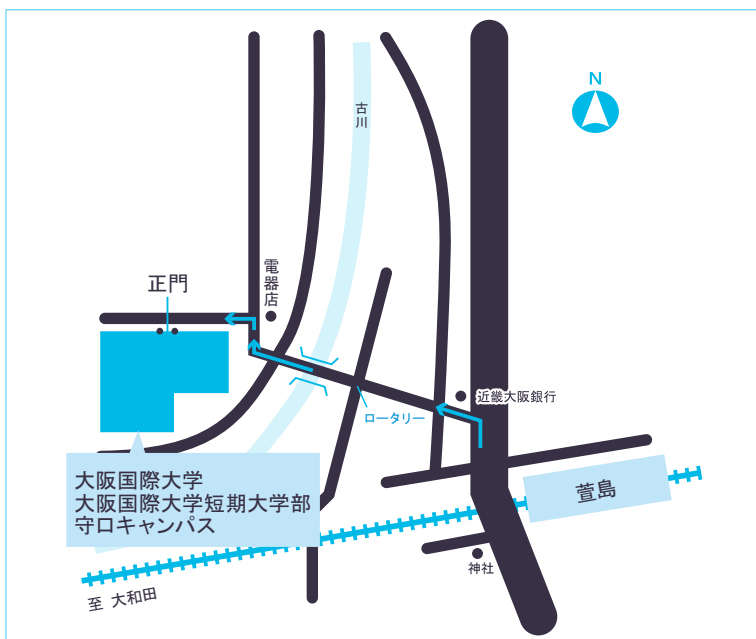 N
古川
電器店
正門
近畿大阪銀行
ロータリー
大阪国際大学
大阪国際大学短期大学部
守口キャンパス
萱島
神社
至 大和田